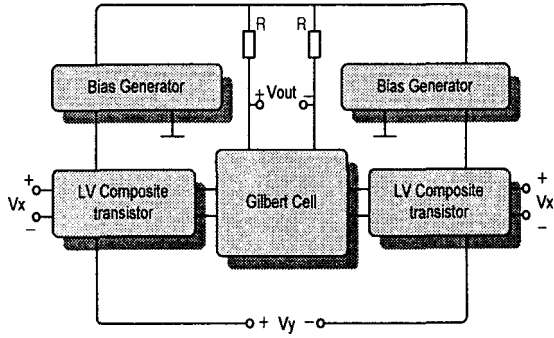 R R
Bias Generator
+ Vout –
Bias Generator
+
Vx
–
LV Composite
transistor
Gilbert Cell
LV Composite
transistor
+
Vx
–
+ Vy –